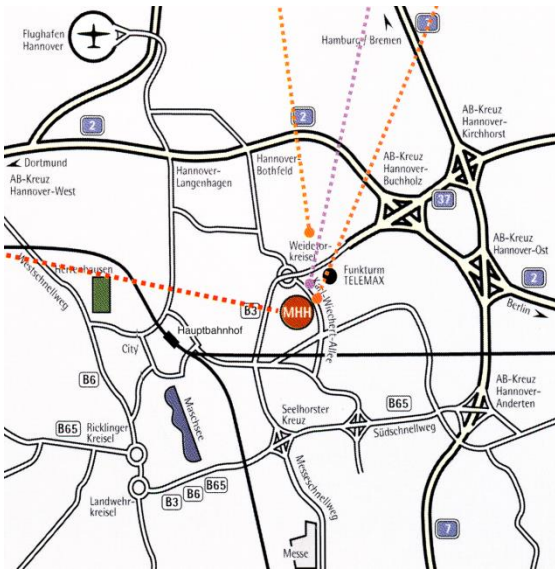 Flughafen
Hannover
Hamburg / Bremen
7
2
2
AB-Kreuz
Hannover-
Kirchhorst
Dortmund
AB-Kreuz
Hannover-West
Hannover-
Langenhagen
Hannover-
Bothfeld
AB-Kreuz
Hannover-
Buchholz
37
Weidetor-
kreisel
AB-Kreuz
Hannover-Ost
Herrenhausen
Westschnellweg
Funkturm
TELEMAX
2
Berlin
B3
MHH
Karl-Wiechert-Allee
Hauptbahnhof
City
B6
Maschsee
AB-Kreuz
Hannover-
Anderten
B65
Ricklinger
Kreisel
Seelhorster
Kreuz
B65
Südschnellweg
Landwehr-
kreisel
B3
B6
B65
Messeschnellweg
7
Messe